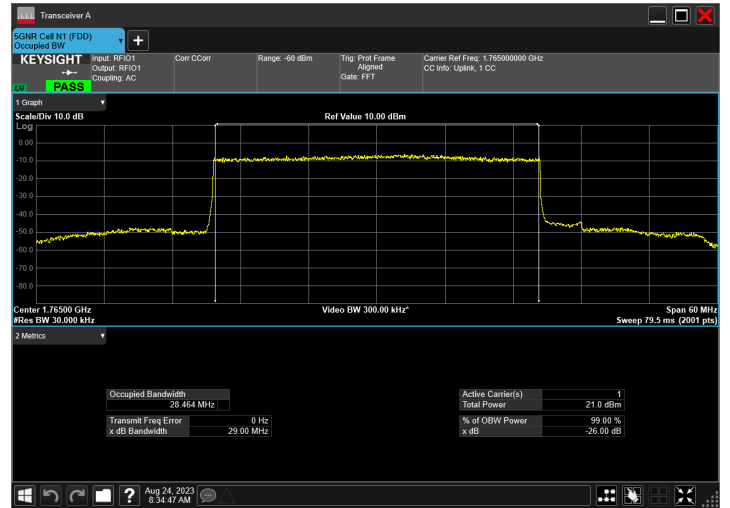 Transceiver A
5GNR Cell N1 (FDD)
Occupied BW
+
KEYSIGHT
LXI
PASS
Input: RFIO1
Output: RFIO1
Coupling: AC
Corr CCorr
Range: -60 dBm
Trig: Prot Frame
Aligned
Gate: FFT
Carrier Ref Freq: 1.765000000 GHz
CC Info: Uplink, 1 CC
1 Graph
Scale/Div 10.0 dB
Ref Value 10.00 dBm
Log
0.00
-10.0
-20.0
-30.0
-40.0
-50.0
-60.0
-70.0
-80.0
Center 1.76500 GHz
Video BW 300.00 kHz*
Span 60 MHz
#Res BW 30.000 kHz
Sweep 79.5 ms (2001 pts)
2 Metrics
Occupied Bandwidth
28.464 MHz
Transmit Freq Error 0 Hz
x dB Bandwidth 29.00 MHz
Active Carrier(s) 1
Total Power 21.0 dBm
% of OBW Power 99.00 %
x dB -26.00 dB
?
Aug 24, 2023
8:34:47 AM